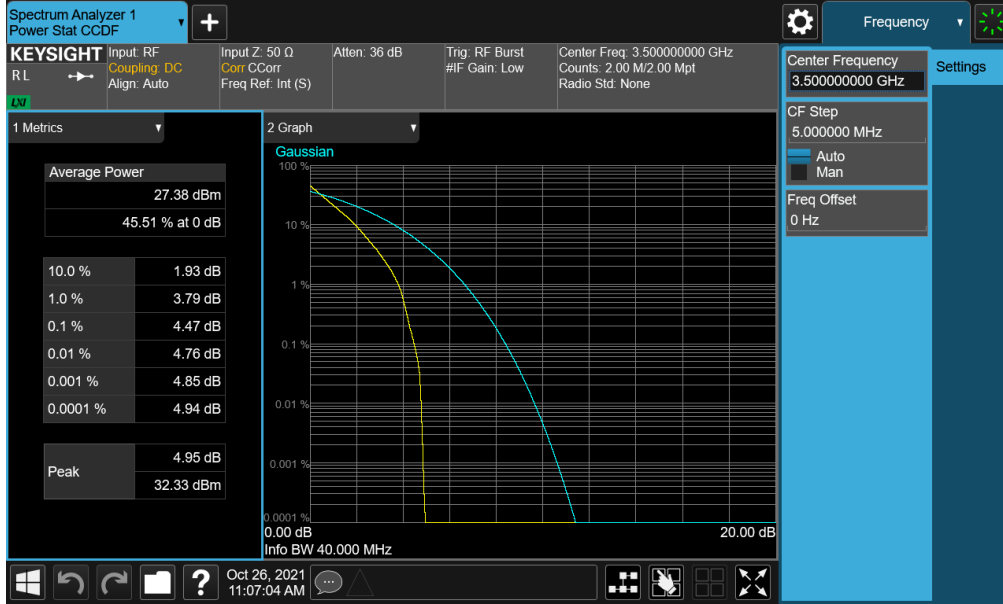 Spectrum Analyzer 1
Power Stat CCDF
Frequency
KEYSIGHT
RL
LXI
Input: RF
Coupling: DC
Align: Auto
Input Z: 50 Ω
Corr CCorr
Freq Ref: Int (S)
Atten: 36 dB
Trig: RF Burst
#IF Gain: Low
Center Freq: 3.500000000 GHz
Counts: 2.00 M/2.00 Mpt
Radio Std: None
Center Frequency
3.500000000 GHz
Settings
CF Step
5.000000 MHz
Auto
Man
Freq Offset
0 Hz
1 Metrics
Average Power
27.38 dBm
45.51 % at 0 dB
10.0 % 1.93 dB
1.0 % 3.79 dB
0.1 % 4.47 dB
0.01 % 4.76 dB
0.001 % 4.85 dB
0.0001 % 4.94 dB
Peak 4.95 dB
32.33 dBm
2 Graph
Gaussian
100 %
10 %
1 %
0.1 %
0.01 %
0.001 %
0.0001 %
0.00 dB 20.00 dB
Info BW 40.000 MHz
?
Oct 26, 2021
11:07:04 AM